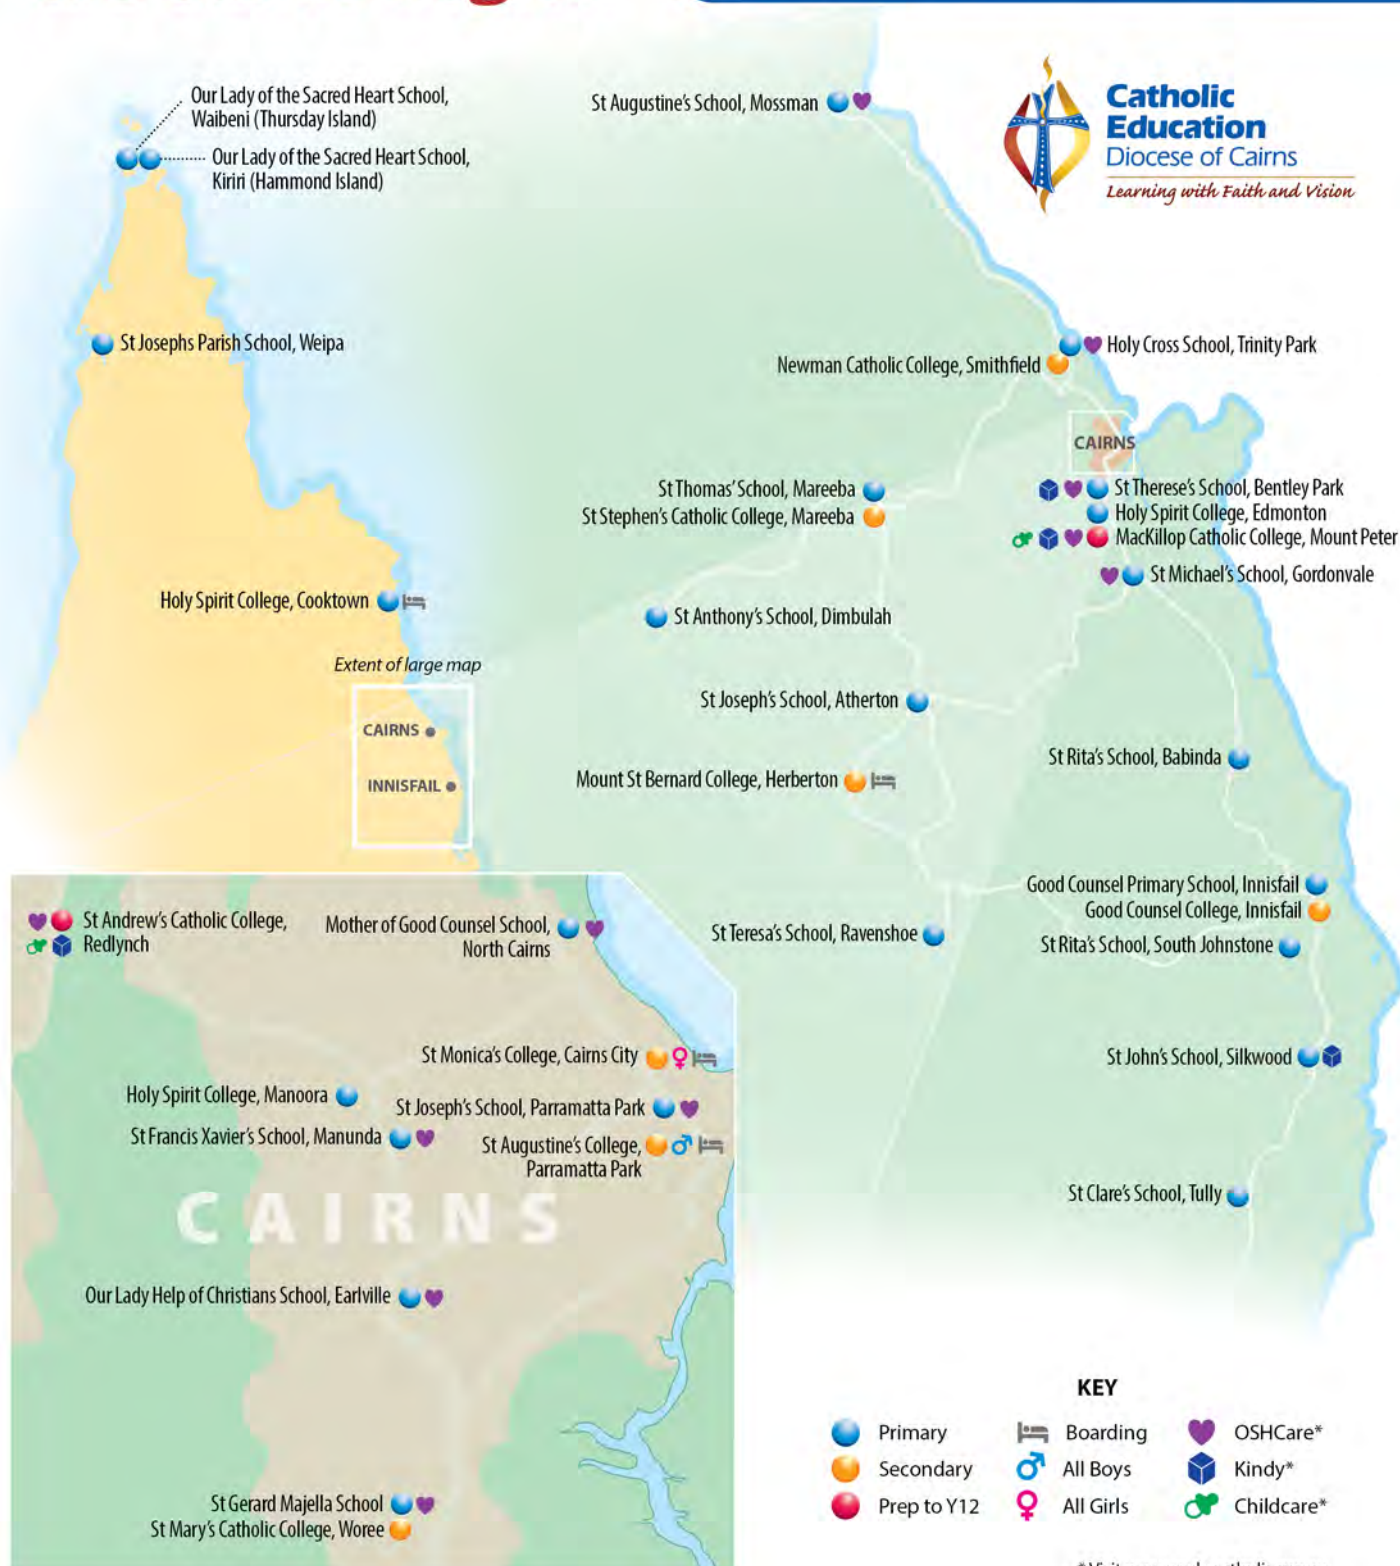 Our Lady of the Sacred Heart School,
Waibeni (Thursday Island)
Our Lady of the Sacred Heart School,
Kiriri (Hammond Island)
St Augustine's School, Mossman
Catholic
Education
Diocese of Cairns
Learning with Faith and Vision
St Josephs Parish School, Weipa
Holy Cross School, Trinity Park
Newman Catholic College, Smithfield
CAIRNS
St Thomas' School, Mareeba
St Stephen's Catholic College, Mareeba
St Therese's School, Bentley Park
Holy Spirit College, Edmonton
MacKillop Catholic College, Mount Peter
St Michael's School, Gordonvale
Holy Spirit College, Cooktown
St Anthony's School, Dimbulah
Extent of large map
CAIRNS
INNISFAIL
St Joseph's School, Atherton
St Rita's School, Babinda
Mount St Bernard College, Herberton
Good Counsel Primary School, Innisfail
Good Counsel College, Innisfail
St Teresa's School, Ravenshoe
St Rita's School, South Johnstone
St John's School, Silkwood
St Clare's School, Tully
St Andrew's Catholic College,
Redlynch
Mother of Good Counsel School,
North Cairns
St Monica's College, Cairns City
Holy Spirit College, Manoora
St Joseph's School, Parramatta Park
St Francis Xavier's School, Manunda
St Augustine's College,
Parramatta Park
CAIRNS
Our Lady Help of Christians School, Earlville
St Gerard Majella School
St Mary's Catholic College, Woree
KEY
Primary
Boarding
OSHCare*
Secondary
All Boys
Kindy*
Prep to Y12
All Girls
Childcare*